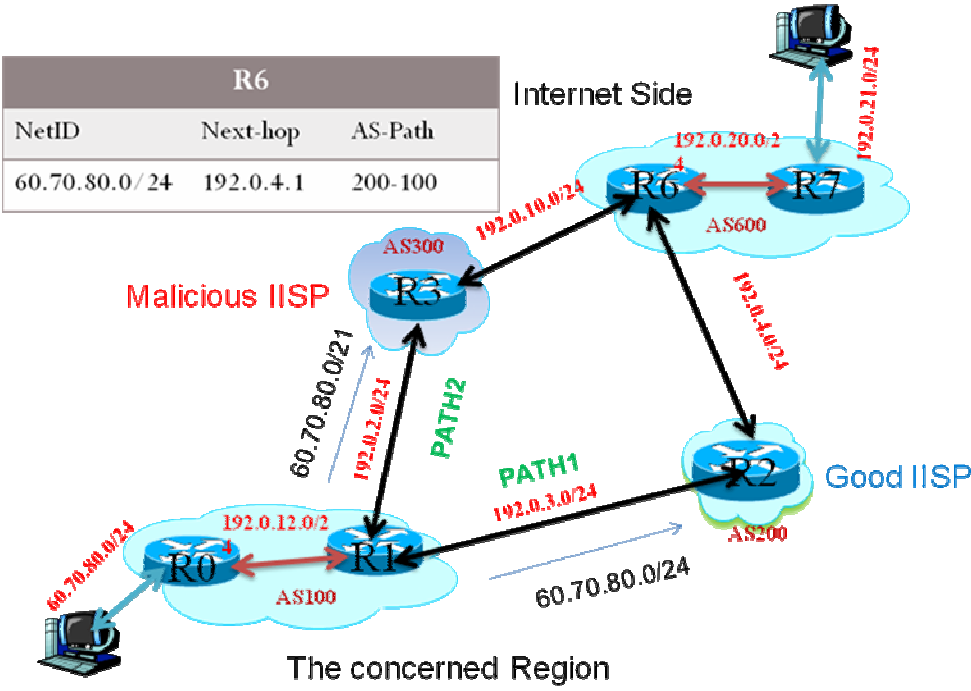 R6
NetID Next-hop AS-Path
60.70.80.0/24 192.0.4.1 200-100
Internet Side
192.0.21.0/24
192.0.20.0/2
4
R6
R7
AS600
192.0.10.0/24
AS300
R3
Malicious IISP
192.0.4.0/24
60.70.80.0/21
192.0.2.0/24
PATH2
PATH1
192.0.3.0/24
R2
Good IISP
AS200
60.70.80.0/24
192.0.12.0/2
4
R0
R1
AS100
60.70.80.0/24
The concerned Region